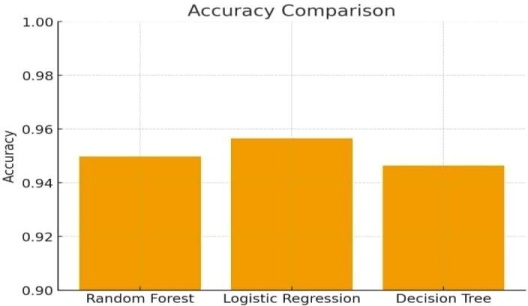 Accuracy Comparison
1.00
0.98
0.96
0.94
0.92
0.90
Accuracy
Random Forest Logistic Regression Decision Tree